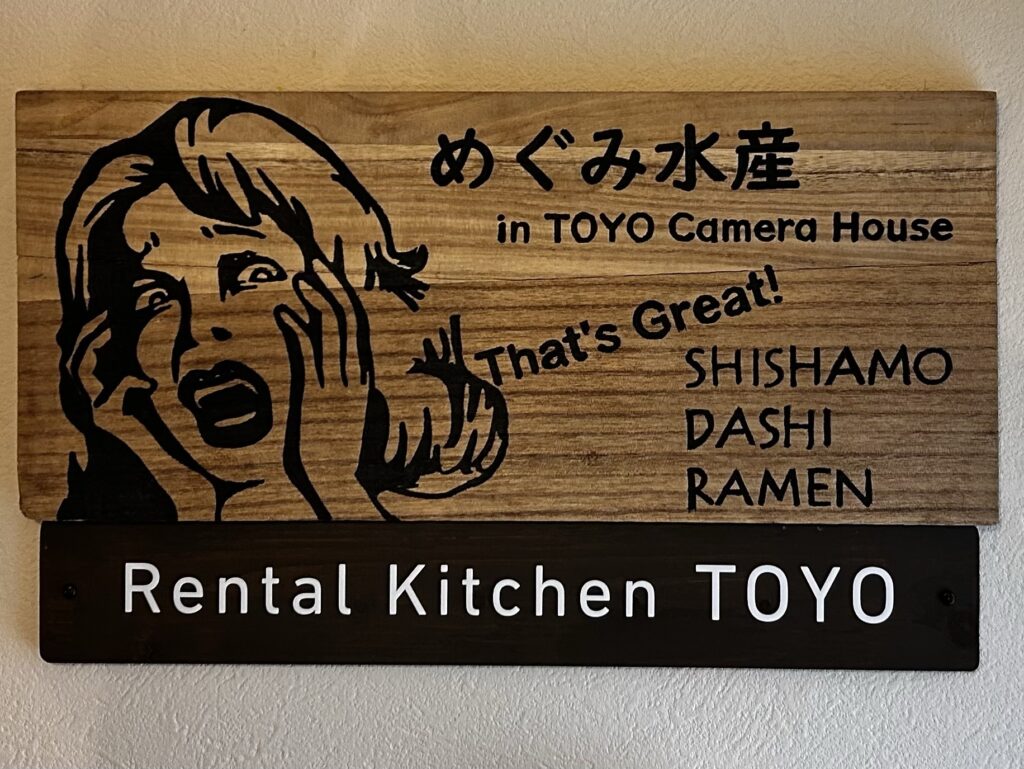 めぐみ水産
in TOYO Camera House
That's Great!
SHISHAMO
DASHI
RAMEN
Rental Kitchen TOYO